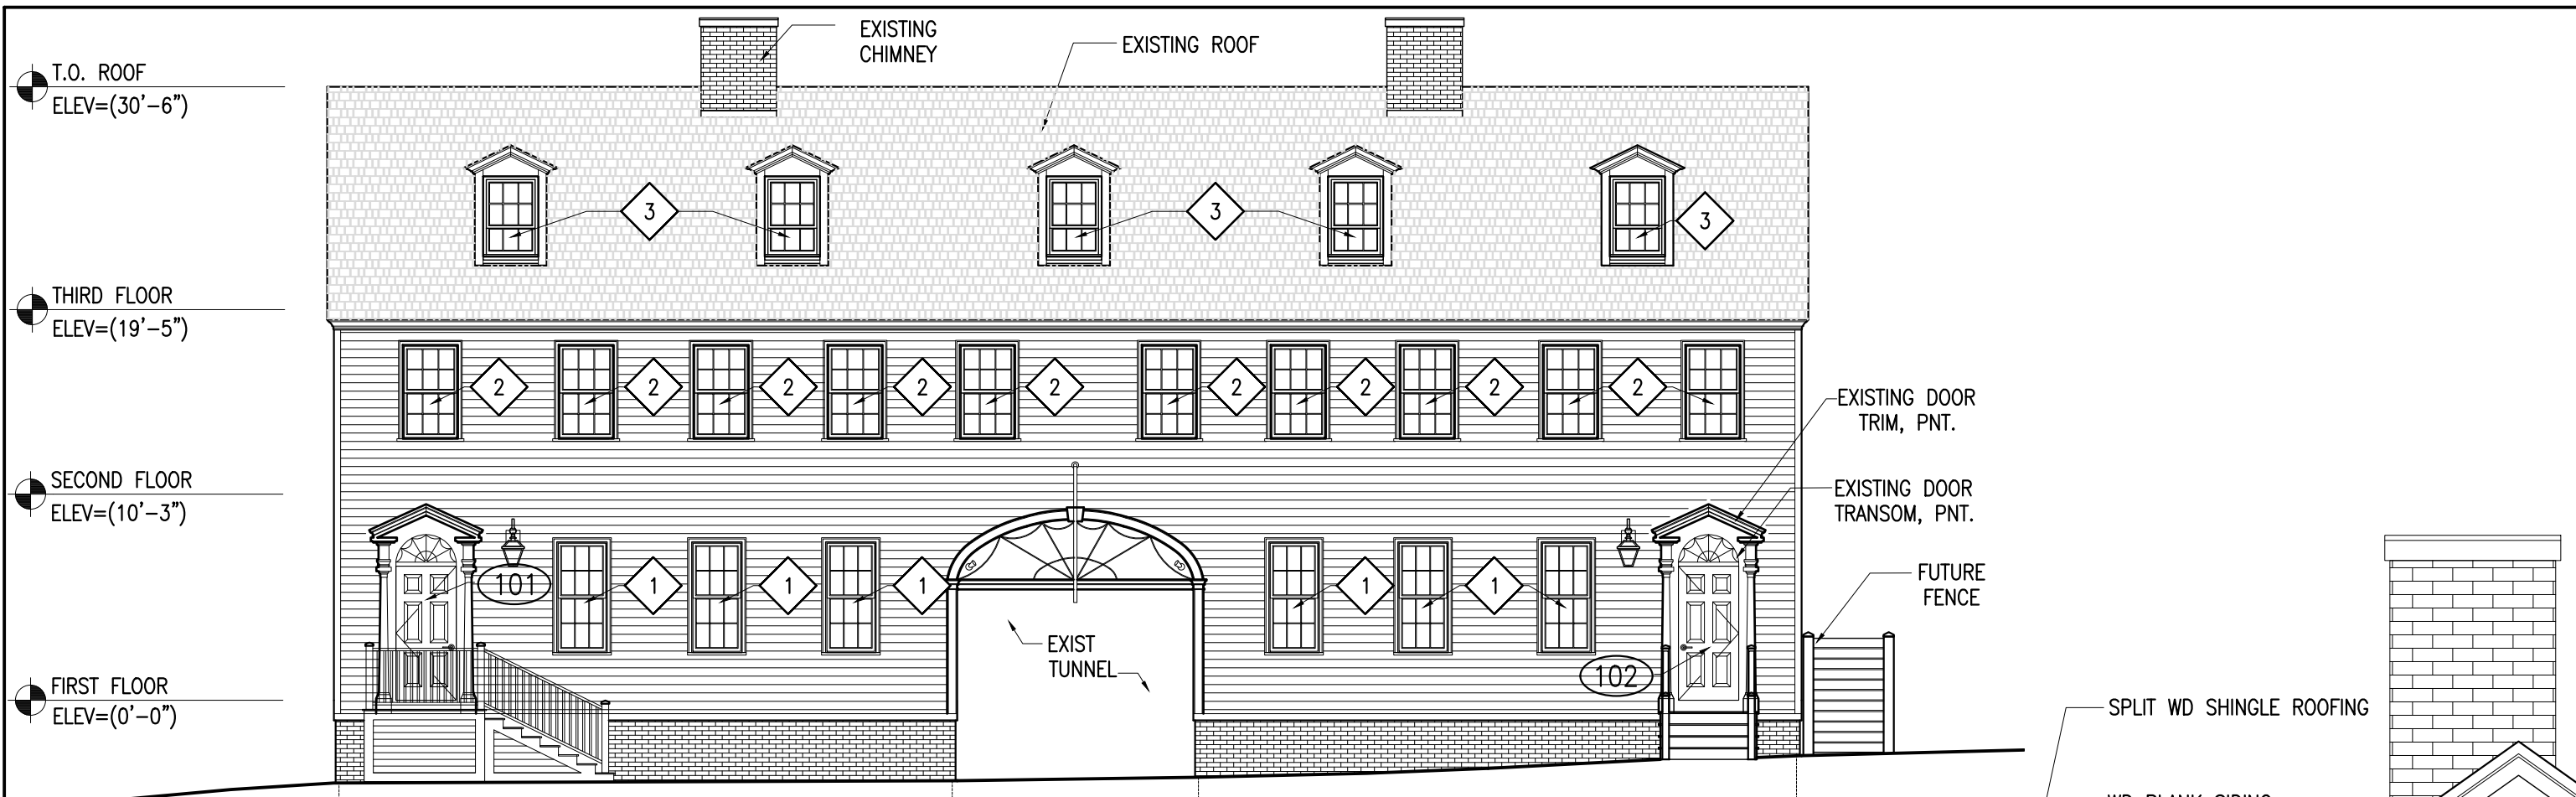 EXISTING
CHIMNEY
EXISTING ROOF
T.O. ROOF
ELEV=(30'-6")
3
3
3
THIRD FLOOR
ELEV=(19'-5")
2
2
2
2
2
2
2
2
2
EXISTING DOOR
TRIM, PNT.
SECOND FLOOR
ELEV=(10'-3")
EXISTING DOOR
TRANSOM, PNT.
101
1
1
1
1
1
FUTURE
FENCE
EXIST
TUNNEL
102
FIRST FLOOR
ELEV=(0'-0")
SPLIT WD SHINGLE ROOFING
WD PLANK SIDING